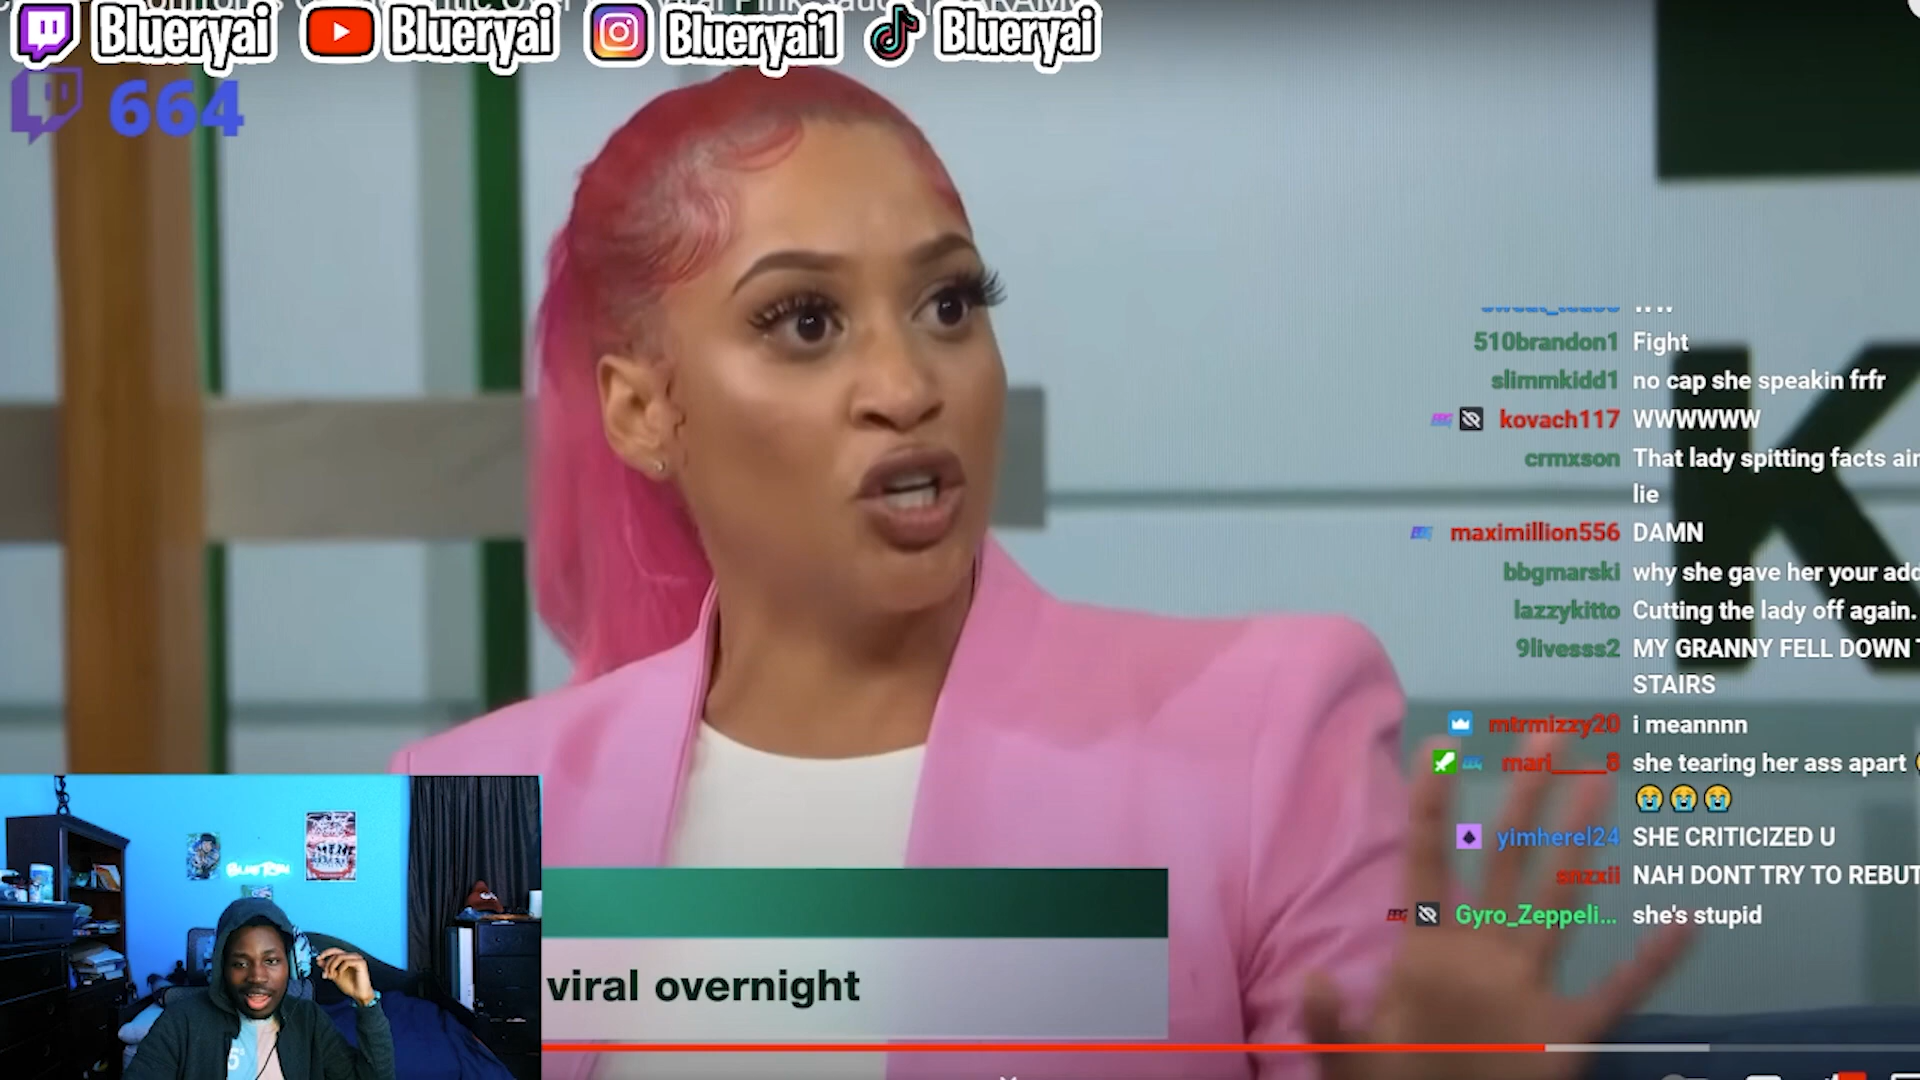 Blueryai
Blueryai
Blueryai1
Blueryai
664
510brandon1 Fight
slimmkidd1 no cap she speakin frfr
kovach117 WWWWWW
crmxson That lady spitting facts
lie
maximillion556 DAMN
bbgmarski why she gave her your
lazzykitto Cutting the lady off again.
9livesss2 MY GRANNY FELL DOWN
STAIRS
mtrmizzy20 i meannnn
mari_____8 she tearing her ass apart
yimherel24 SHE CRITICIZED U
snzxii NAH DONT TRY TO REBUT
Gyro_Zeppeli... she's stupid
viral overnight
K